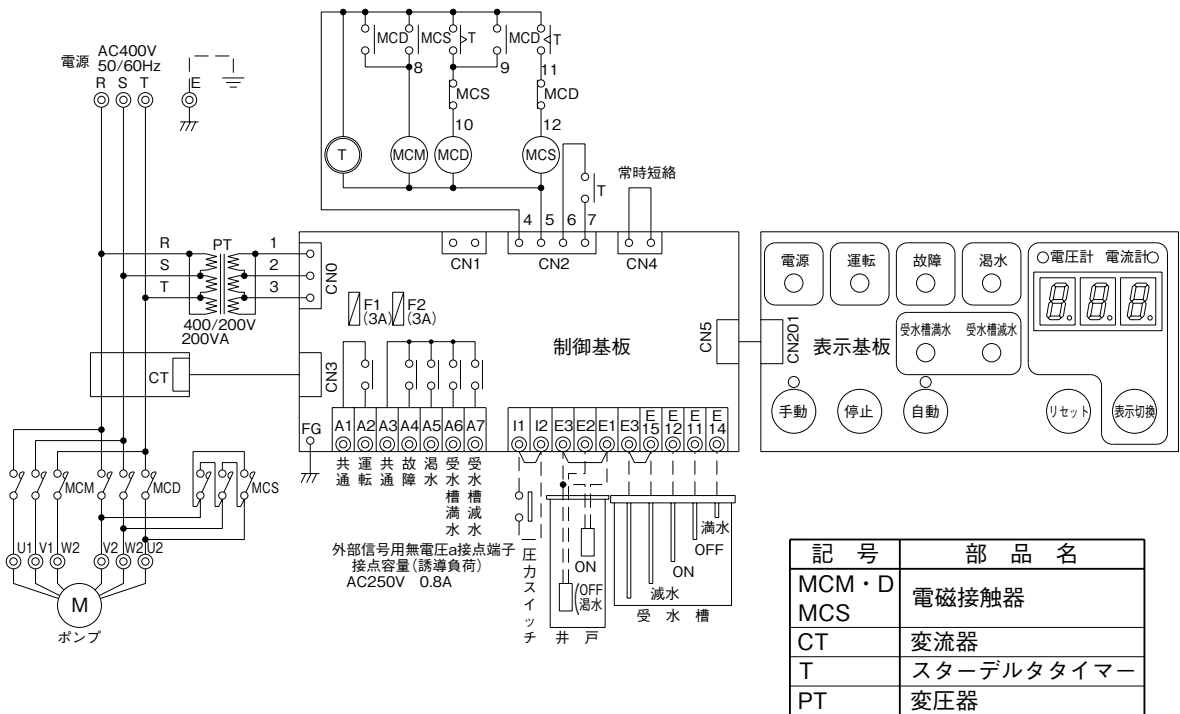 電源 AC400V
50/60Hz
R S T E
MCD MCS T MCD T
8 9 11
MCS MCD
10 12
T MCM MCD MCS
T
常時短絡
4 5 6 7
CN1 CN2 CN4
R PT 1
S 2
T 3
CN0
400/200V
200VA
F1
(3A)
F2
(3A)
CT
CN3
制御基板
CN5
CN201
表示基板
電源 運転 故障 渇水
電圧計 電流計
8.8.8.
受水槽満水 受水槽減水
手動 停止 自動 リセット 表示切換
FG
A1 A2 A3 A4 A5 A6 A7
I1 I2 E3 E2 E1 E3 E15 E12 E11 E14
共通
運転
共通
故障
渇水
受水槽満水
受水槽減水
外部信号用無電圧a接点端子
接点容量(誘導負荷)
AC250V 0.8A
圧力スイッチ
ON
(OFF
渇水
井戸
満水
OFF
ON
減水
受水槽
MCM MCD MCS
U1 V1 W2 V2 W2 U2
M
ポンプ
記号 部品名
MCM・D
MCS
電磁接触器
CT 変流器
T スターデルタタイマー
PT 変圧器